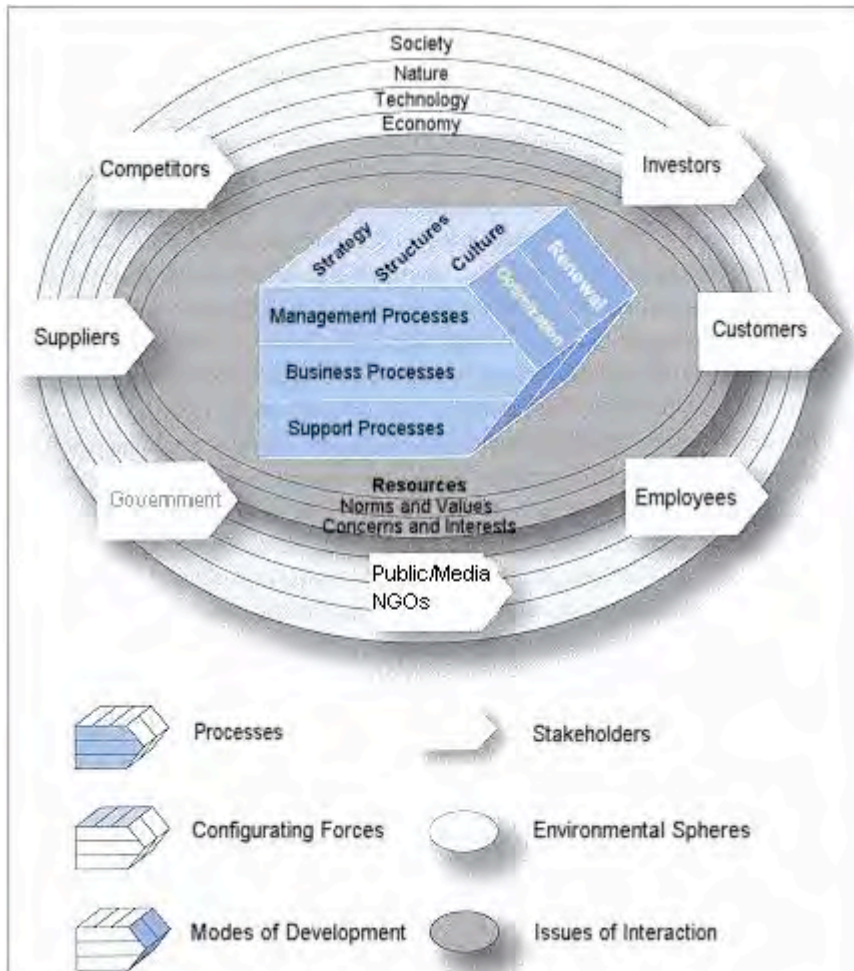 Society
Nature
Technology
Economy
Competitors
Investors
Strategy
Structures
Culture
Renewal
Optimization
Management Processes
Suppliers
Customers
Business Processes
Support Processes
Resources
Government
Norms and Values
Employees
Concerns and Interests
Public/Media
NGOs
Processes
Stakeholders
Configurating Forces
Environmental Spheres
Modes of Development
Issues of Interaction